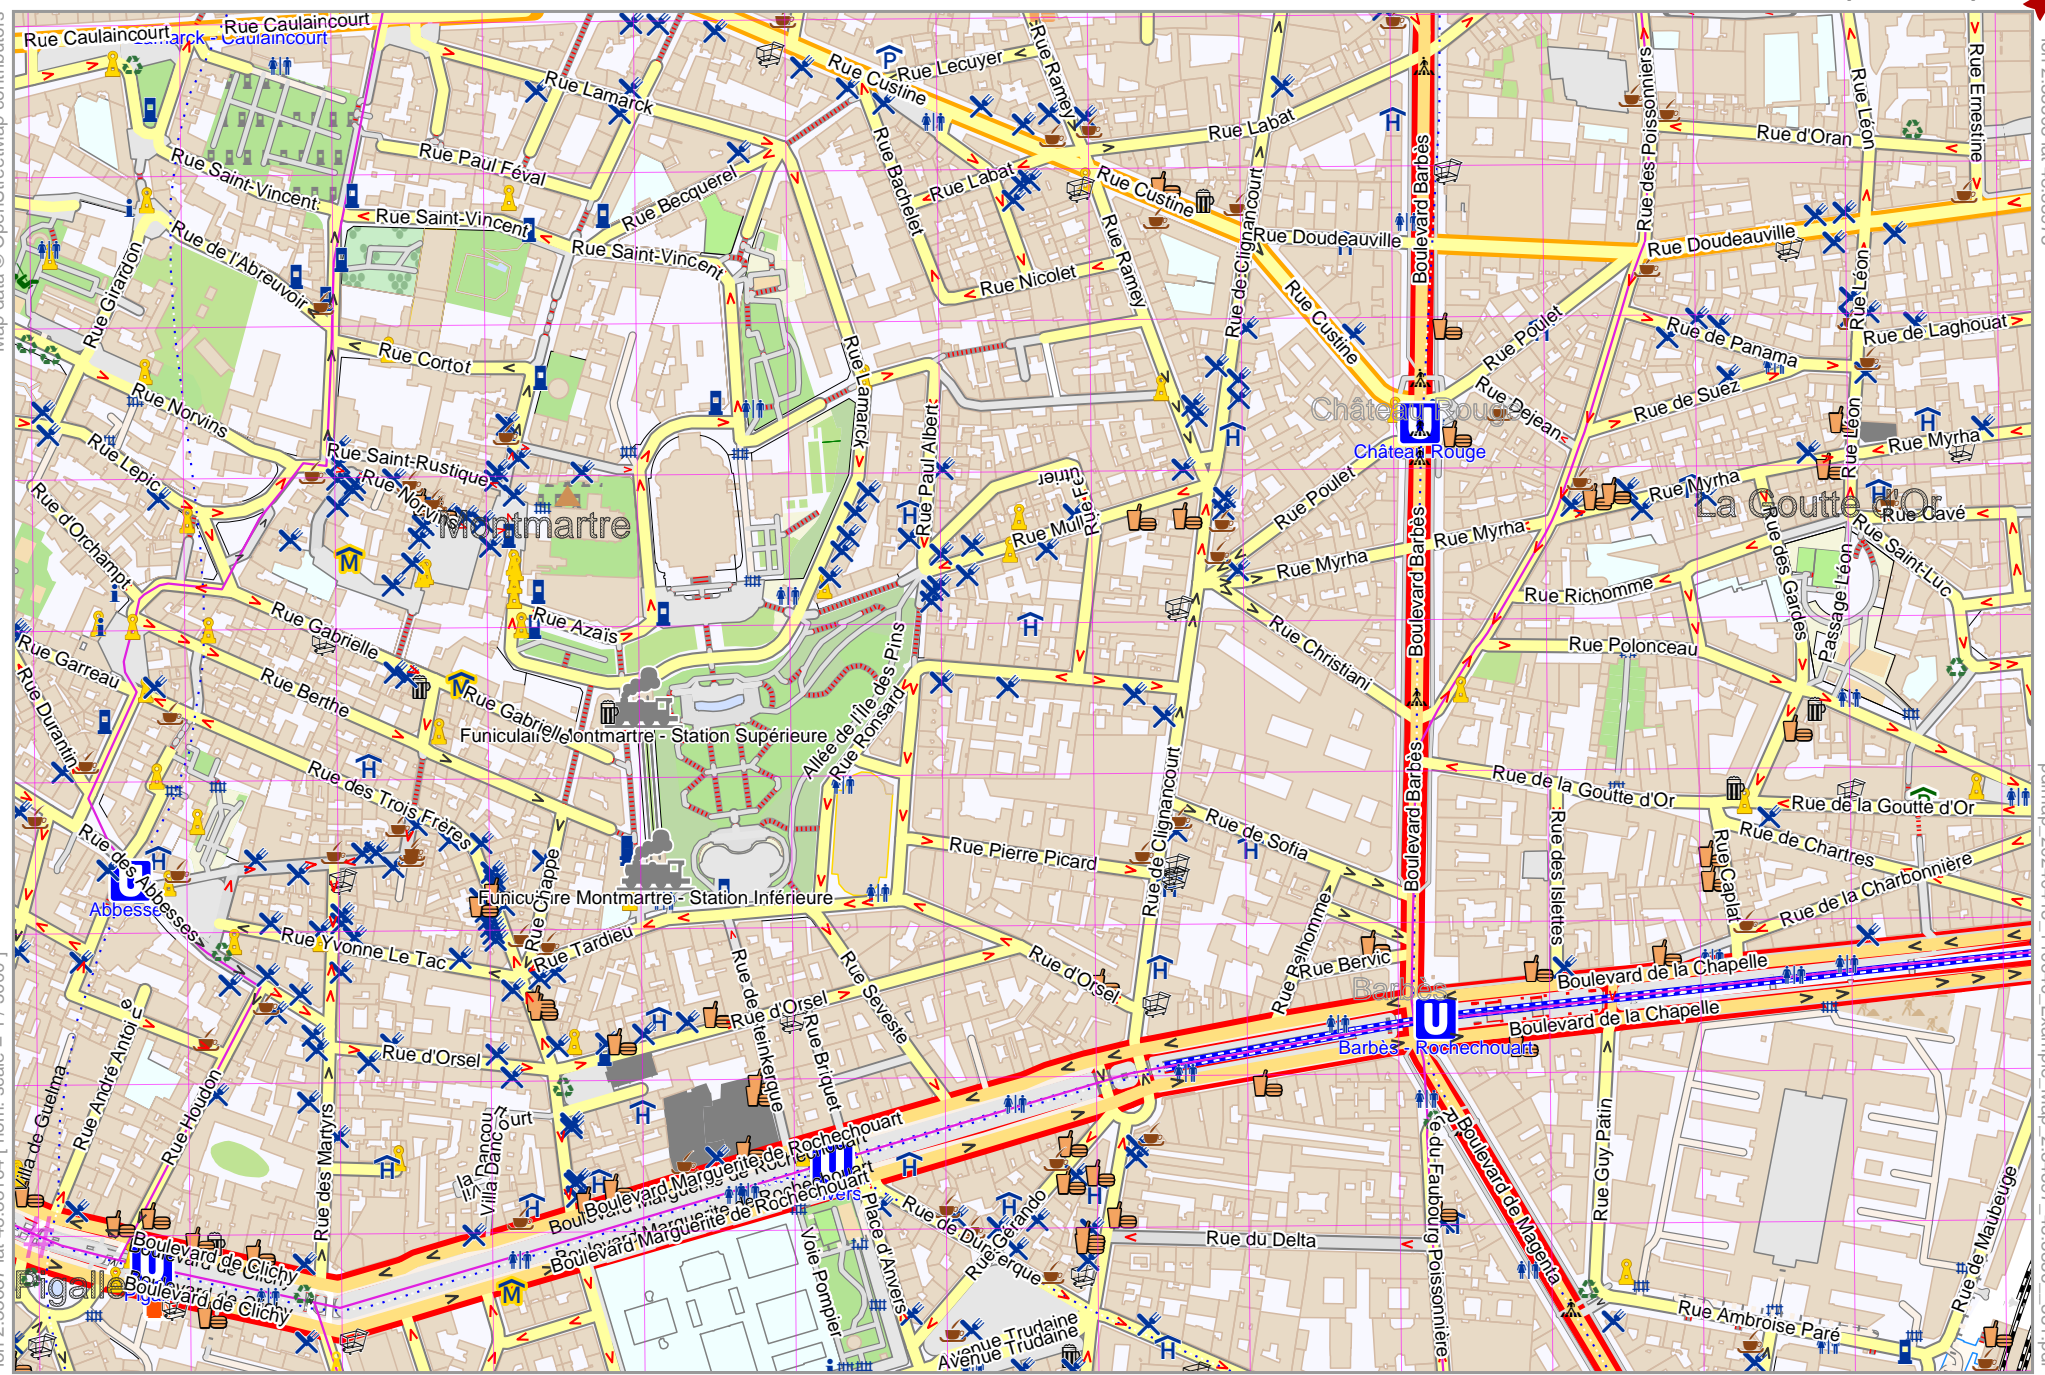 Rue Caulaincourt
Rue Caulaincourt
Lamarck - Caulaincourt
Rue Lamarck
Rue Custine
Rue Lecuyer
Rue Ramey
Rue Labat
Boulevard Barbès
Rue des Poissonniers
Rue d'Oran
Rue Léon
Rue Ernestine
Rue Saint-Vincent
Rue Paul Féval
Rue Becquerel
Rue Bachelet
Rue Labat
Rue Custine
Rue Saint-Vincent
Rue Saint-Vincent
Rue de l'Abreuvoir
Rue Girardon
Rue Nicolet
Rue Ramey
Rue de Clignancourt
Rue Doudeauville
Rue Doudeauville
Rue Custine
Rue Poulet
Rue Léon
Rue de Laghouat
Rue de Panama
Rue de Suez
Rue Cortot
Rue Lamarck
Rue Norvins
Rue Lepic
Rue Saint-Rustique
Rue Norvins
Montmartre
Rue Paul Albert
Château Rouge
Château Rouge
Rue Dejean
Rue Myrha
Rue Myrha
Rue Léon
La Goutte d'Or
Rue Cavé
Rue d'Orchampt
Rue Poulet
Boulevard Barbès
Rue Myrha
Rue Myrha
Rue des Gardes
Passage Léon
Rue Saint-Luc
Rue Richomme
Rue Polonceau
Rue Azaïs
Rue Gabrielle
Rue Berthe
Rue Garreau
Rue Durantin
Rue Gabrielle
Funiculaire Montmartre - Station Supérieure
Allée de l'Île des Pins
Rue Ronsard
Rue Christiani
Boulevard Barbès
Rue de la Goutte d'Or
Rue de la Goutte d'Or
Rue de Chartres
Rue de la Charbonnière
Rue Caplat
Rue des Islettes
Rue des Trois Frères
Rue Chappe
Rue de Clignancourt
Rue de Sofia
Rue Pierre Picard
Rue des Abbesses
Abbesses
Funiculaire Montmartre - Station Inférieure
Rue Yvonne Le Tac
Rue Tardieu
Rue de Steinkerque
Rue Seveste
Rue d'Orsel
Rue Belhomme
Rue Bervic
Barbès
Barbès - Rochechouart
Boulevard de la Chapelle
Boulevard de la Chapelle
Rue d'Orsel
Rue d'Orsel
Rue Briquet
Rue André Antoine
Villa de Guelma
Rue Houdon
Rue des Martyrs
Villa Dancourt
Boulevard Marguerite de Rochechouart
Boulevard Marguerite de Rochechouart
Anvers
Place d'Anvers
Voie Pompier
Rue de Dunkerque
Rue Gérando
Rue du Delta
Avenue Trudaine
Avenue Trudaine
Rue du Faubourg Poissonnière
Boulevard de Magenta
Rue Guy Patin
Rue Ambroise Paré
Rue de Maubeuge
Boulevard de Clichy
Boulevard de Clichy
Pigalle